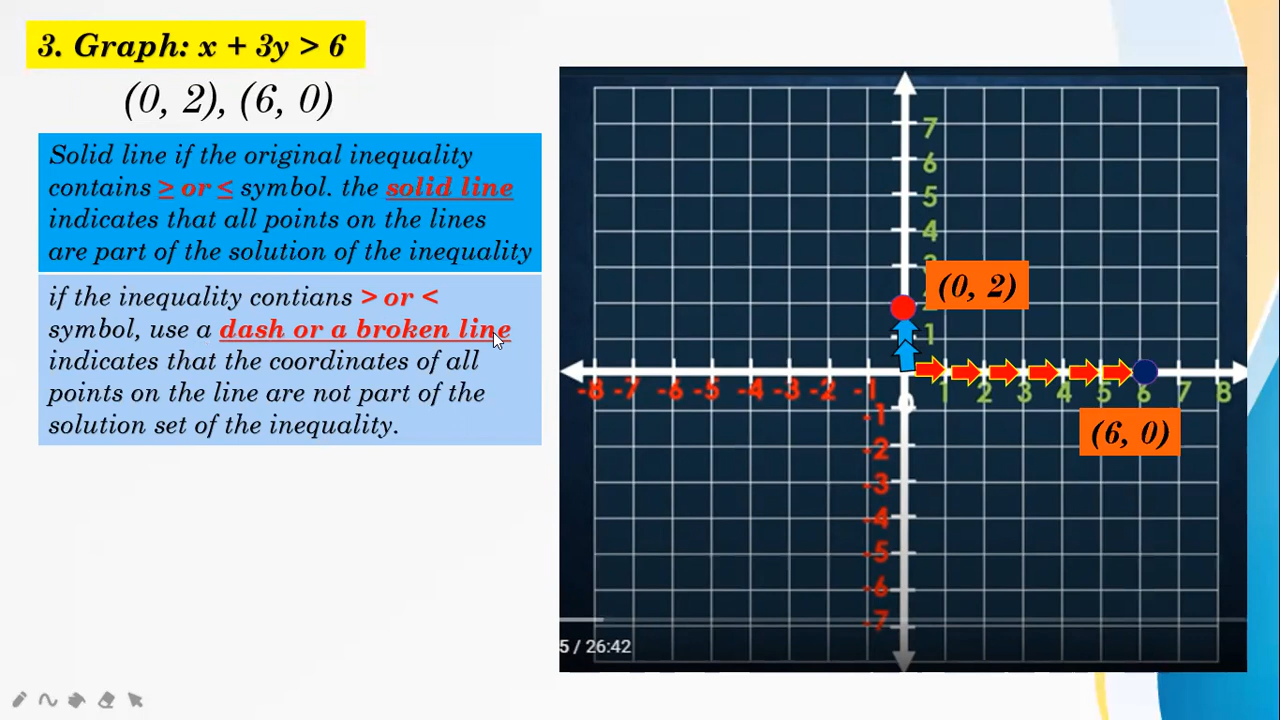 3. Graph: x + 3y > 6
(0, 2), (6, 0)
Solid line if the original inequality
contains ≥ or ≤ symbol. the solid line
indicates that all points on the lines
are part of the solution of the inequality
if the inequality contians > or <
symbol, use a dash or a broken line
indicates that the coordinates of all
points on the line are not part of the
solution set of the inequality.
7
6
5
4
(0, 2)
1
-8 -7 -6 -5 -4 -3 -2 -1 0 1 2 3 4 5 6 7 8
(6, 0)
-1
-2
-3
-4
-5
-6
-7
5 / 26:42